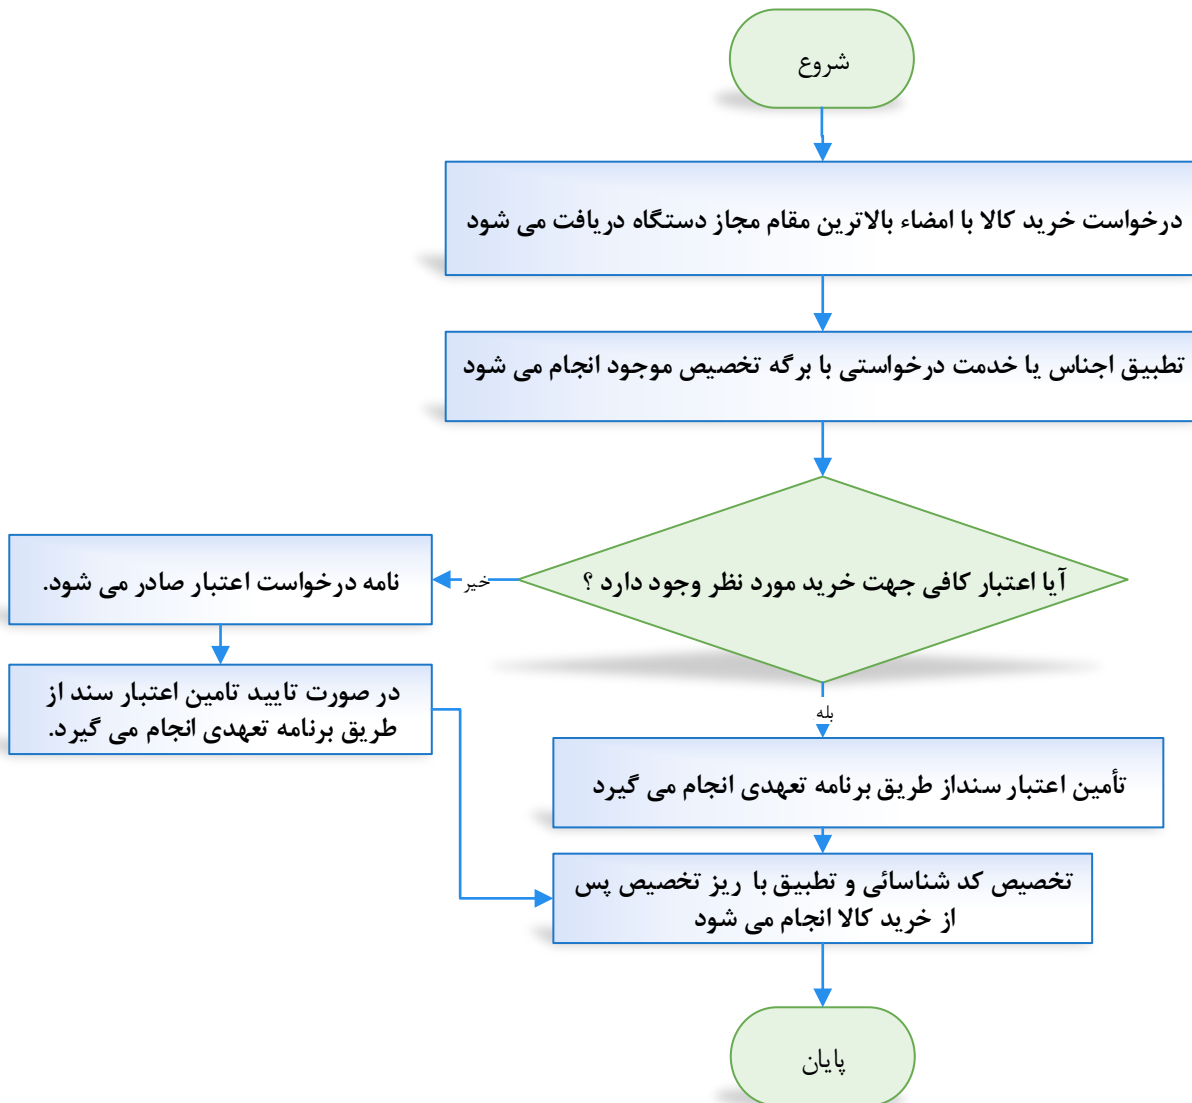 شروع
درخواست خرید کالا با امضاء بالاترین مقام مجاز دستگاه دریافت می شود
تطبیق اجناس یا خدمت درخواستی با برگه تخصیص موجود انجام می شود
آیا اعتبار کافی جهت خرید مورد نظر وجود دارد ؟
خیر
نامه درخواست اعتبار صادر می شود.
در صورت تایید تامین اعتبار سند از
طریق برنامه تعهدی انجام می گیرد.
بله
تأمین اعتبار سنداز طریق برنامه تعهدی انجام می گیرد
تخصیص کد شناسائی و تطبیق با ریز تخصیص پس
از خرید کالا انجام می شود
پایان